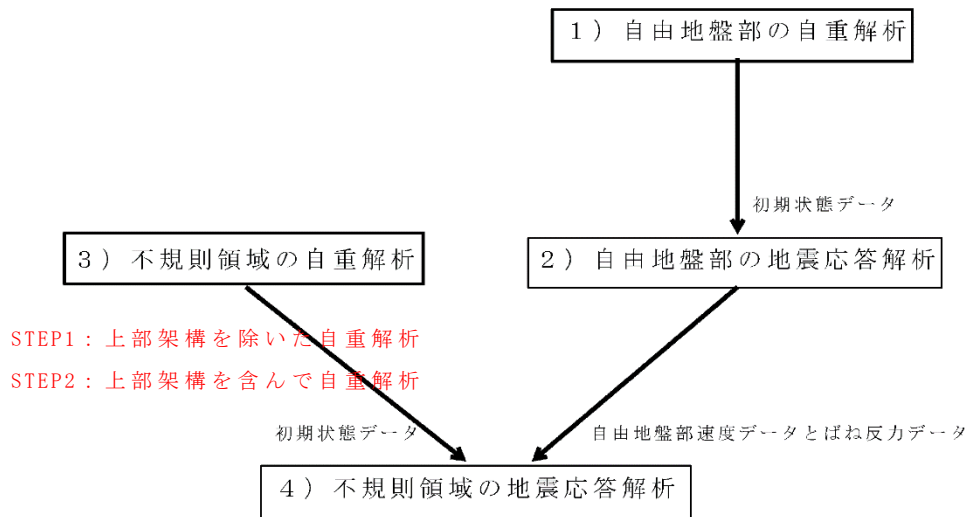 1）自由地盤部の自重解析
初期状態データ
3）不規則領域の自重解析
2）自由地盤部の地震応答解析
STEP1：上部架構を除いた自重解析
STEP2：上部架構を含んで自重解析
初期状態データ
自由地盤部速度データとばね反力データ
4）不規則領域の地震応答解析